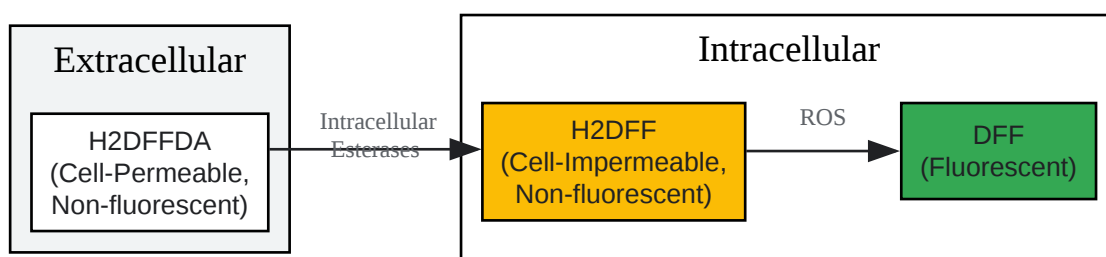 Extracellular
H2DFFDA
(Cell-Permeable,
Non-fluorescent)
Intracellular
Esterases
Intracellular
H2DFF
(Cell-Impermeable,
Non-fluorescent)
ROS
DFF
(Fluorescent)